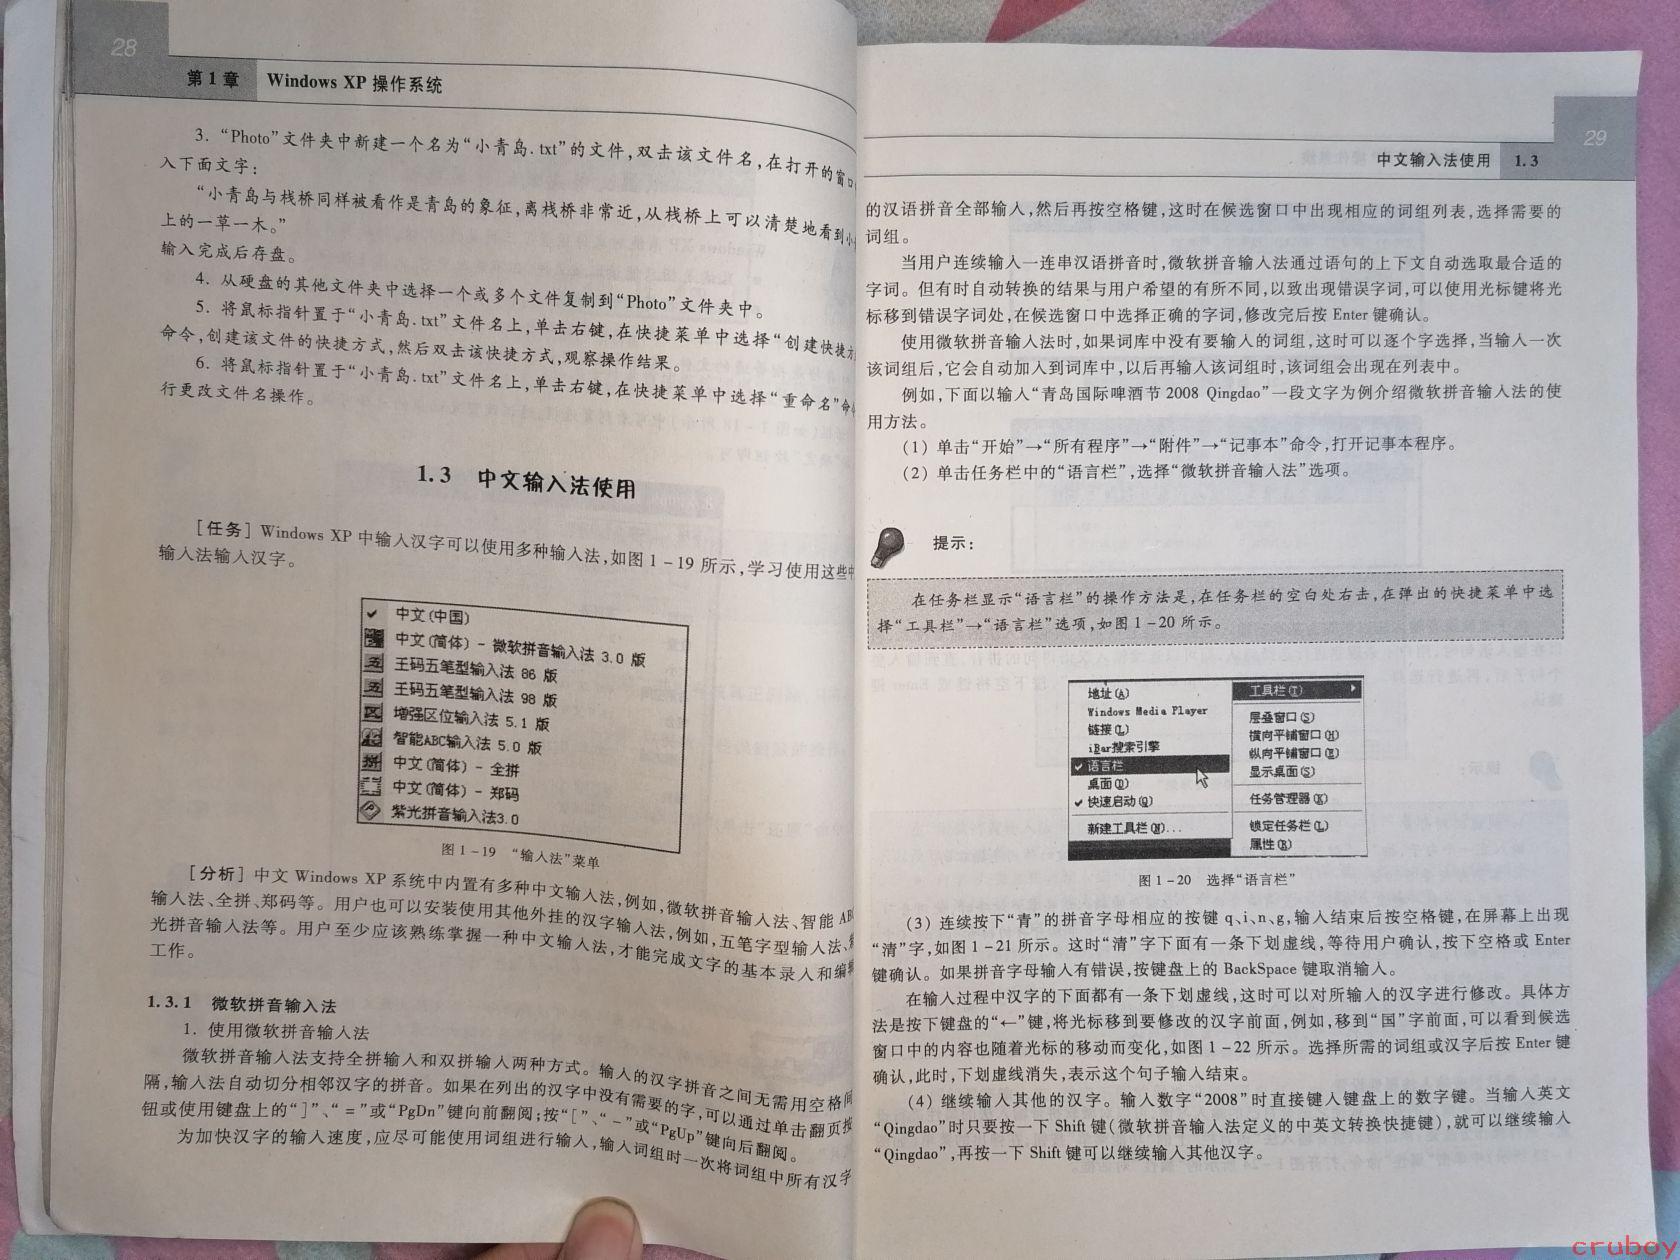 28
第1章 Windows XP 操作系统
3. “Photo”文件夹中新建一个名为“小青岛.txt”的文件,双击该文件名,在打开的窗口
入下面文字:
“小青岛与栈桥同样被看作是青岛的象征,离栈桥非常近,从栈桥上可以清楚地看到小
上的一草一木。”
输入完成后存盘。
4. 从硬盘的其他文件夹中选择一个或多个文件复制到“Photo”文件夹中。
5. 将鼠标指针置于“小青岛.txt”文件名上,单击右键,在快捷菜单中选择“创建快捷方
命令,创建该文件的快捷方式,然后双击该快捷方式,观察操作结果。
6. 将鼠标指针置于“小青岛.txt”文件名上,单击右键,在快捷菜单中选择“重命名”命
行更改文件名操作。
1.3 中文输入法使用
[任务] Windows XP 中输入汉字可以使用多种输入法,如图1-19所示,学习使用这些中
输入法输入汉字。
✓ 中文(中国)
中文(简体) - 微软拼音输入法 3.0 版
王码五笔型输入法 86 版
王码五笔型输入法 98 版
增强区位输入法 5.1 版
智能ABC输入法 5.0 版
中文(简体) - 全拼
中文(简体) - 郑码
紫光拼音输入法3.0
图1-19 “输入法”菜单
[分析] 中文 Windows XP 系统中内置有多种中文输入法,例如,微软拼音输入法、智能 AB
输入法、全拼、郑码等。用户也可以安装使用其他外挂的汉字输入法,例如,五笔字型输入法、
光拼音输入法等。用户至少应该熟练掌握一种中文输入法,才能完成文字的基本录入和编辑
工作。
1.3.1 微软拼音输入法
1. 使用微软拼音输入法
微软拼音输入法支持全拼输入和双拼输入两种方式。输入的汉字拼音之间无需用空格间
隔,输入法自动切分相邻汉字的拼音。如果在列出的汉字中没有需要的字,可以通过单击翻页按
钮或使用键盘上的“]”、“=”或“PgDn”键向前翻阅;按“[”、“-”或“PgUp”键向后翻阅。
为加快汉字的输入速度,应尽可能使用词组进行输入,输入词组时一次将词组中所有汉字
29
中文输入法使用 1.3
的汉语拼音全部输入,然后再按空格键,这时在候选窗口中出现相应的词组列表,选择需要的
词组。
当用户连续输入一连串汉语拼音时,微软拼音输入法通过语句的上下文自动选取最合适的
字词。但有时自动转换的结果与用户希望的有所不同,以致出现错误字词,可以使用光标键将光
标移到错误字词处,在候选窗口中选择正确的字词,修改完后按 Enter 键确认。
使用微软拼音输入法时,如果词库中没有要输入的词组,这时可以逐个字选择,当输入一次
该词组后,它会自动加入到词库中,以后再输入该词组时,该词组会出现在列表中。
例如,下面以输入“青岛国际啤酒节2008 Qingdao”一段文字为例介绍微软拼音输入法的使
用方法。
(1) 单击“开始”→“所有程序”→“附件”→“记事本”命令,打开记事本程序。
(2) 单击任务栏中的“语言栏”,选择“微软拼音输入法”选项。
提示:
在任务栏显示“语言栏”的操作方法是,在任务栏的空白处右击,在弹出的快捷菜单中选
择“工具栏”→“语言栏”选项,如图1-20所示。
地址(A)
Windows Media Player
链接(L)
iBar搜索引擎
✓ 语言栏
桌面(D)
✓ 快速启动(Q)
新建工具栏(N)...
工具栏(T)
层叠窗口(S)
横向平铺窗口(H)
纵向平铺窗口(E)
显示桌面(S)
任务管理器(K)
锁定任务栏(L)
属性(R)
图1-20 选择“语言栏”
(3) 连续按下“青”的拼音字母相应的按键 q、i、n、g,输入结束后按空格键,在屏幕上出现
“清”字,如图1-21所示。这时“清”字下面有一条下划虚线,等待用户确认,按下空格或 Enter
键确认。如果拼音字母输入有错误,按键盘上的 BackSpace 键取消输入。
在输入过程中汉字的下面都有一条下划虚线,这时可以对所输入的汉字进行修改。具体方
法是按下键盘的“←”键,将光标移到要修改的汉字前面,例如,移到“国”字前面,可以看到候选
窗口中的内容也随着光标的移动而变化,如图1-22所示。选择所需的词组或汉字后按 Enter 键
确认,此时,下划虚线消失,表示这个句子输入结束。
(4) 继续输入其他的汉字。输入数字“2008”时直接键入键盘上的数字键。当输入英文
“Qingdao”时只要按一下 Shift 键(微软拼音输入法定义的中英文转换快捷键),就可以继续输入
“Qingdao”,再按一下 Shift 键可以继续输入其他汉字。
cruboy